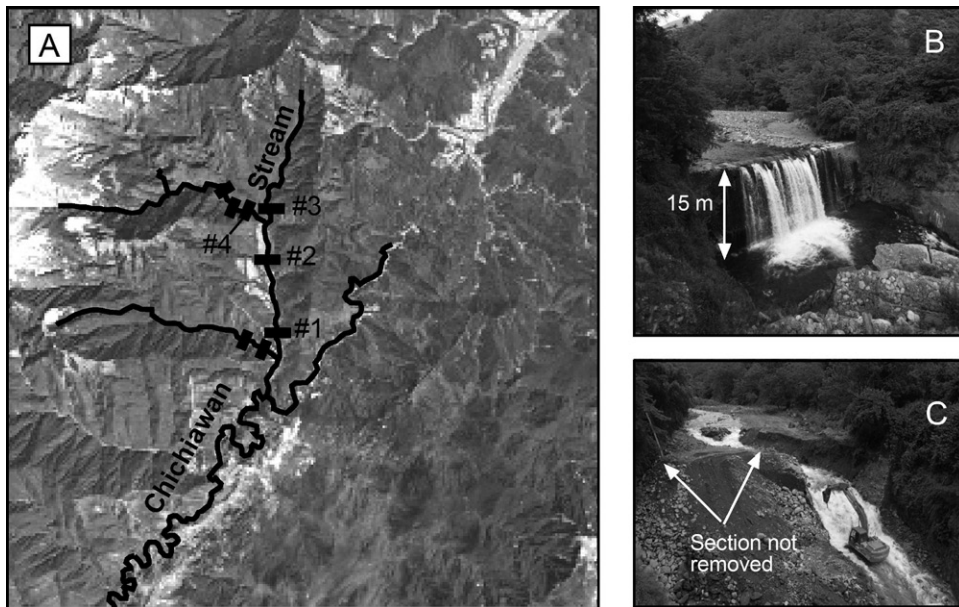 A
Stream
#3
#4
#2
#1
Chichiawan
B
15 m
C
Section not
removed